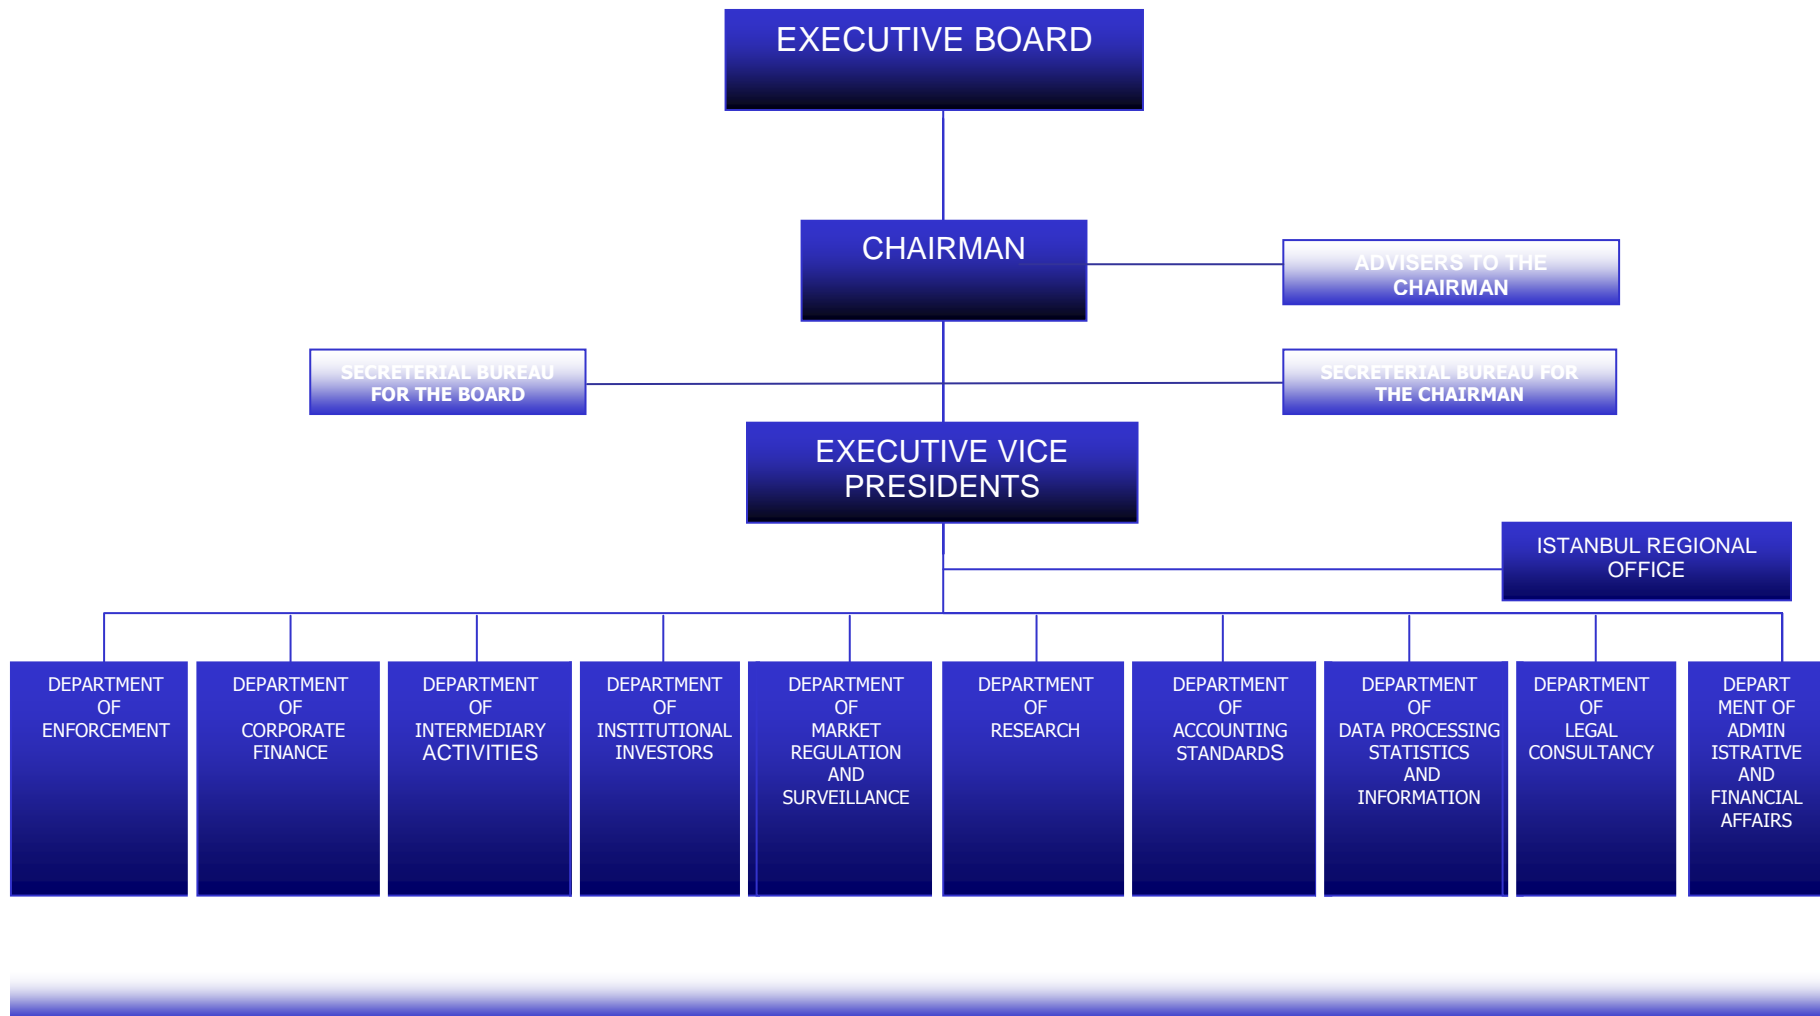 EXECUTIVE BOARD
CHAIRMAN
ADVISERS TO THE
CHAIRMAN
SECRETERIAL BUREAU
FOR THE BOARD
SECRETERIAL BUREAU FOR
THE CHAIRMAN
EXECUTIVE VICE
PRESIDENTS
ISTANBUL REGIONAL
OFFICE
DEPARTMENT
OF
ENFORCEMENT
DEPARTMENT
OF
CORPORATE
FINANCE
DEPARTMENT
OF
INTERMEDIARY
ACTIVITIES
DEPARTMENT
OF
INSTITUTIONAL
INVESTORS
DEPARTMENT
OF
MARKET
REGULATION
AND
SURVEILLANCE
DEPARTMENT
OF
RESEARCH
DEPARTMENT
OF
ACCOUNTING
STANDARDS
DEPARTMENT
OF
DATA PROCESSING
STATISTICS
AND
INFORMATION
DEPARTMENT
OF
LEGAL
CONSULTANCY
DEPART
MENT OF
ADMIN
ISTRATIVE
AND
FINANCIAL
AFFAIRS